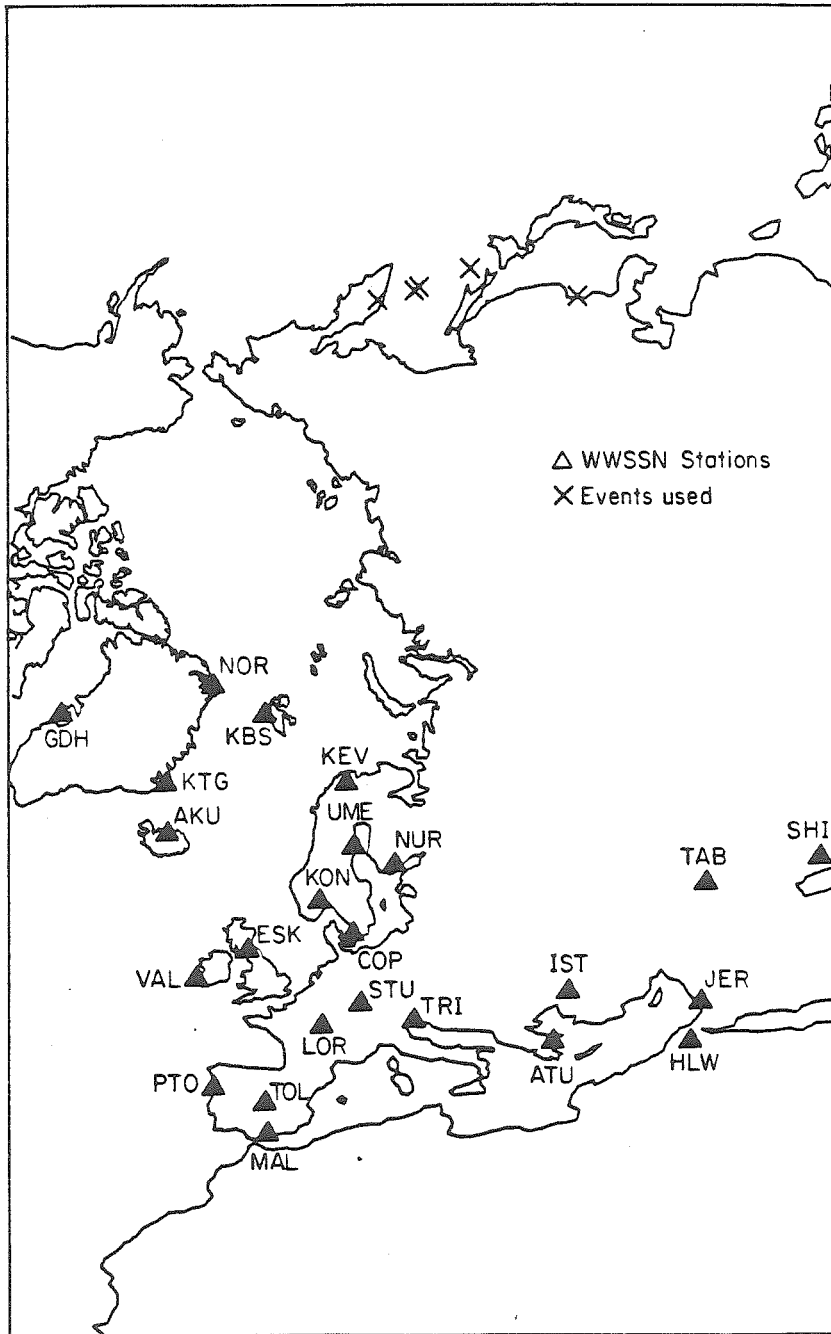 △ WWSSN Stations
× Events used
NOR
GDH
KBS
KTG
KEV
AKU
UME
NUR
SHI
TAB
KON
ESK
COP
VAL
IST
STU
JER
TRI
LOR
ATU
HLW
PTO
TOL
MAL